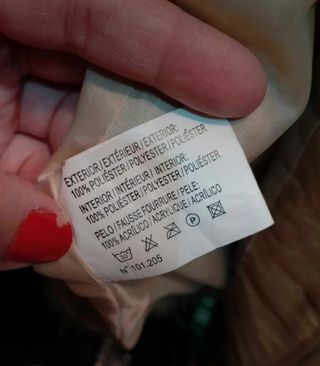 EXTERIOR/EXTÉRIEUR/EXTERIOR:
100% POLIÉSTER/POLYESTER/POLIÉSTER
INTERIOR/INTÉRIEUR/INTERIOR:
100% POLIÉSTER/POLYESTER/POLIÉSTER
PELO/FAUSSE FOURRURE/PELE:
100% ACRÍLICO/ACRYLIQUE/ACRÍLICO
30° P
Nº 101.205